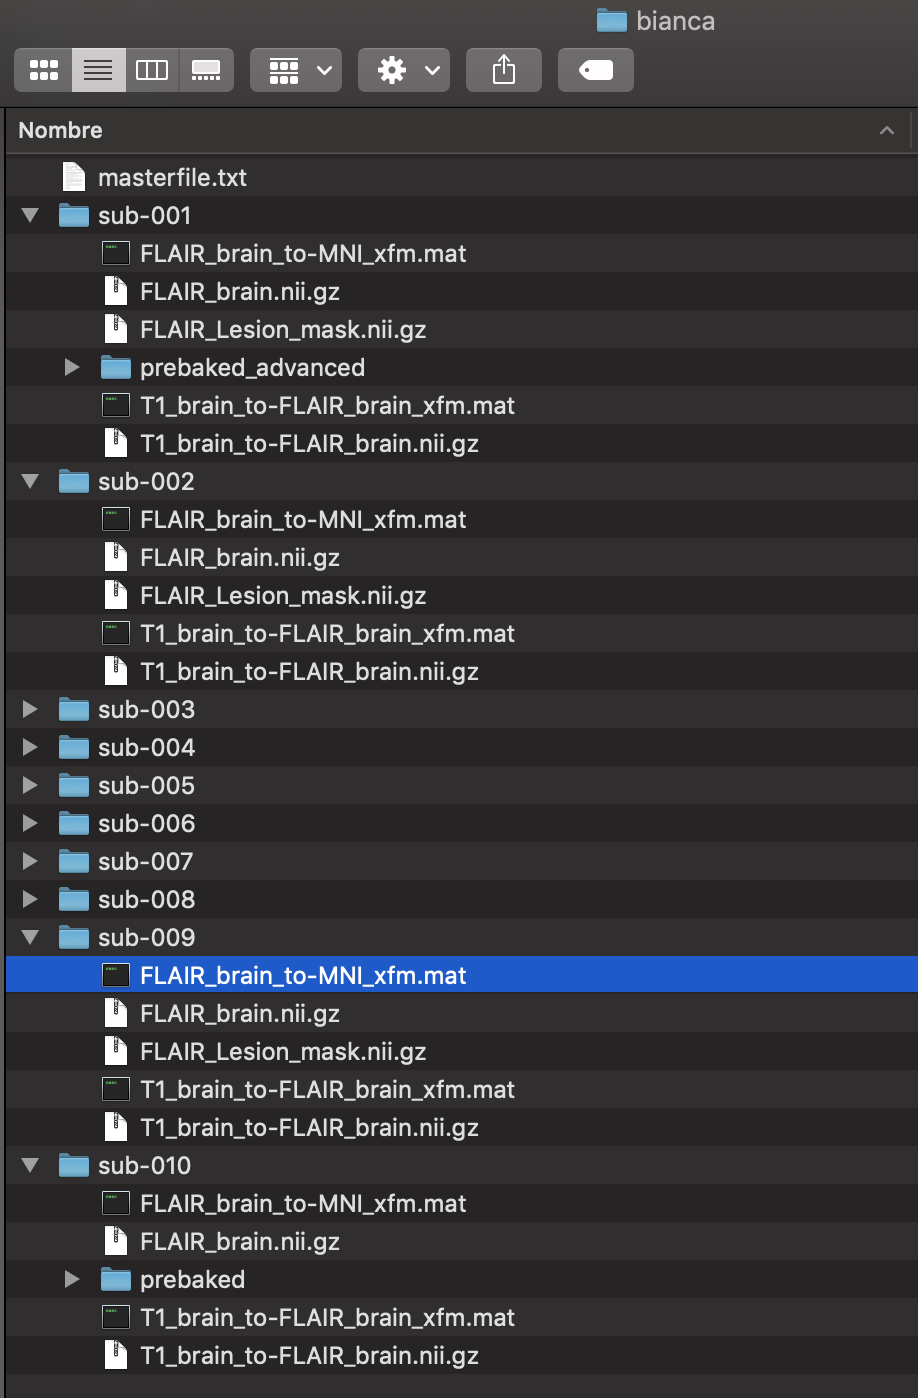 bianca
Nombre
masterfile.txt
sub-001
FLAIR_brain_to-MNI_xfm.mat
FLAIR_brain.nii.gz
FLAIR_Lesion_mask.nii.gz
prebaked_advanced
T1_brain_to-FLAIR_brain_xfm.mat
T1_brain_to-FLAIR_brain.nii.gz
sub-002
FLAIR_brain_to-MNI_xfm.mat
FLAIR_brain.nii.gz
FLAIR_Lesion_mask.nii.gz
T1_brain_to-FLAIR_brain_xfm.mat
T1_brain_to-FLAIR_brain.nii.gz
sub-003
sub-004
sub-005
sub-006
sub-007
sub-008
sub-009
FLAIR_brain_to-MNI_xfm.mat
FLAIR_brain.nii.gz
FLAIR_Lesion_mask.nii.gz
T1_brain_to-FLAIR_brain_xfm.mat
T1_brain_to-FLAIR_brain.nii.gz
sub-010
FLAIR_brain_to-MNI_xfm.mat
FLAIR_brain.nii.gz
prebaked
T1_brain_to-FLAIR_brain_xfm.mat
T1_brain_to-FLAIR_brain.nii.gz